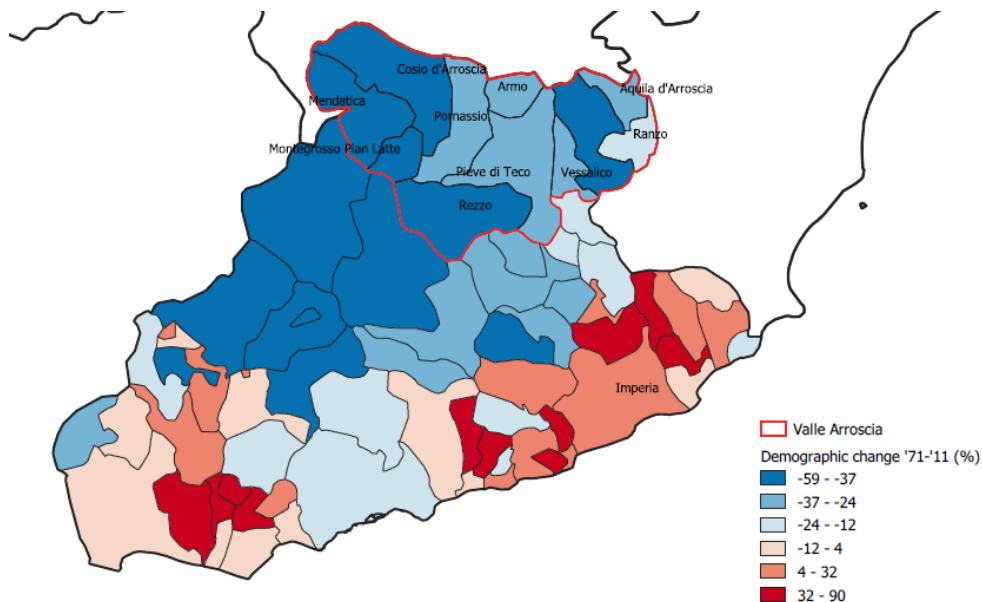 Cosio d'Arroscia
Armo
Aquila d'Arroscia
Mendatica
Pornassio
Ranzo
Montegrosso Pian Latte
Pieve di Teco
Vessalico
Rezzo
Imperia
Valle Arroscia
Demographic change '71-'11 (%)
-59 - -37
-37 - -24
-24 - -12
-12 - 4
4 - 32
32 - 90